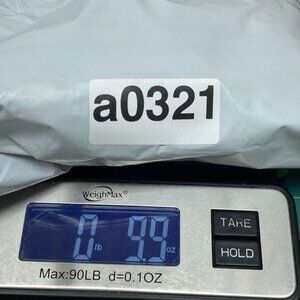 a0321
WeighMax®
0 lb 9.9 oz
TARE
HOLD
Max:90LB d=0.1OZ